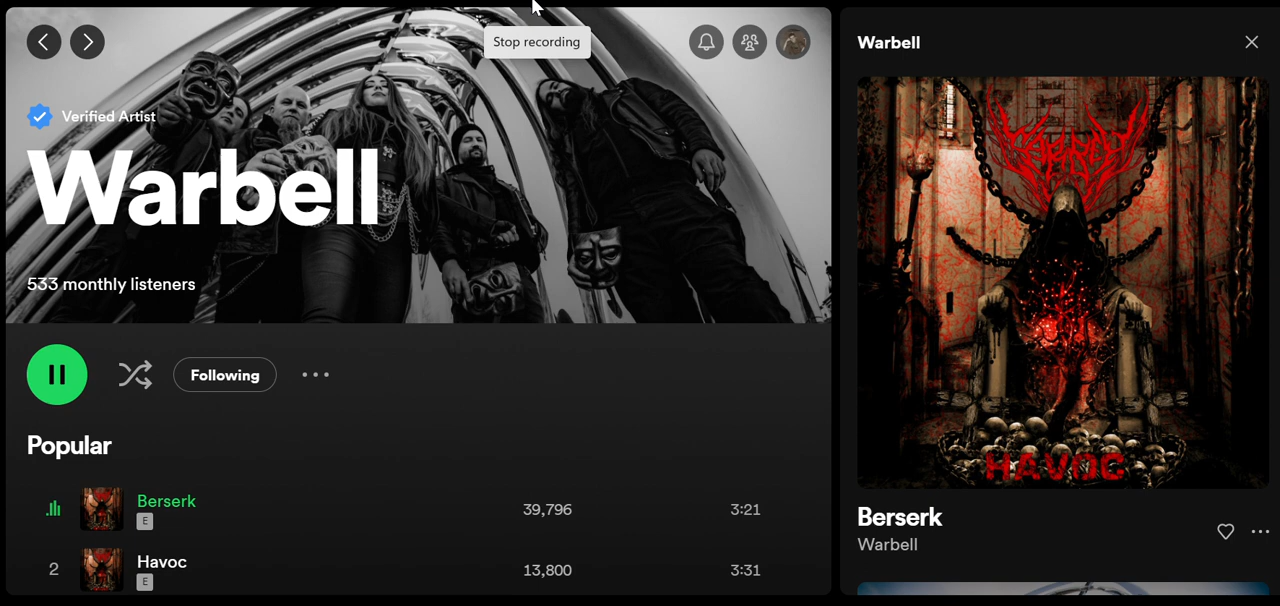 Stop recording
Verified Artist
Warbell
533 monthly listeners
Following
Popular
Berserk
E
39,796
3:21
2
Havoc
E
13,800
3:31
Warbell
HAVOC
Berserk
Warbell